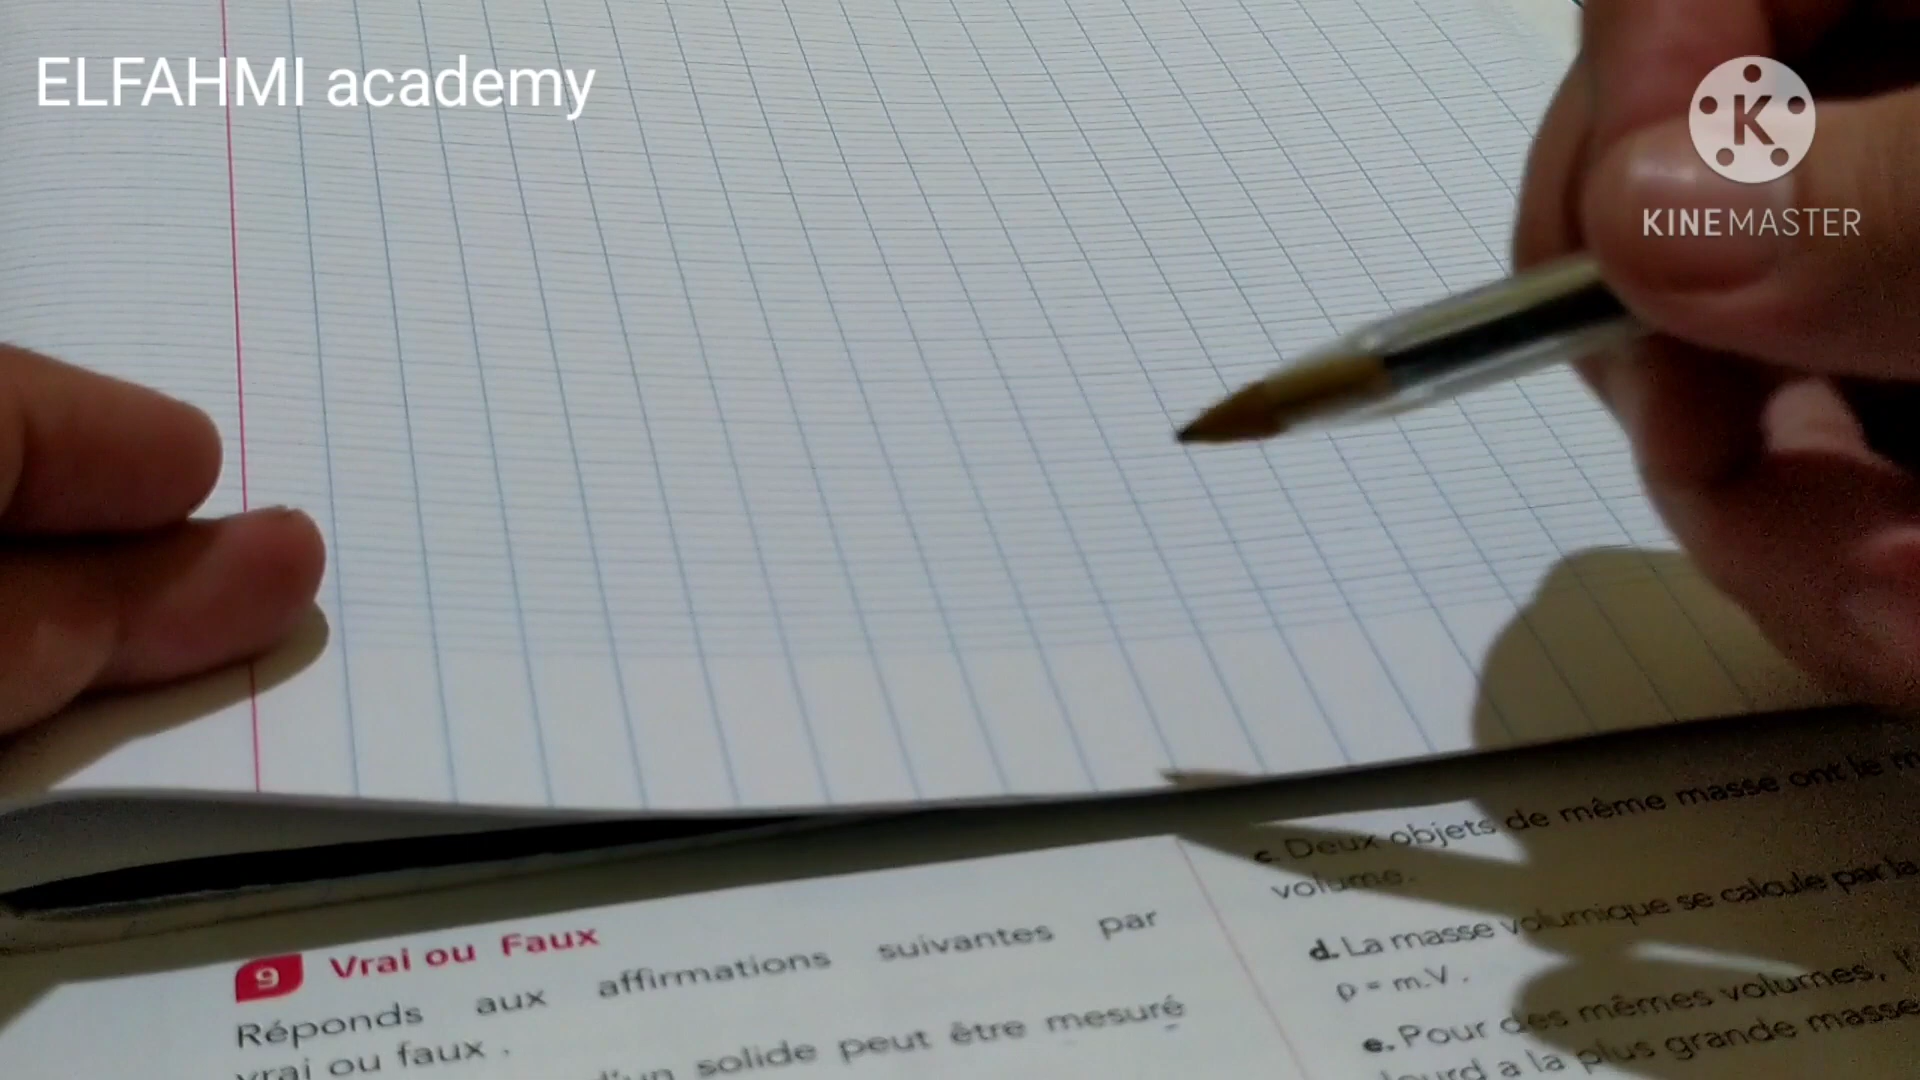 ELFAHMI academy
K
KINEMASTER
9 Vrai ou Faux
Réponds aux affirmations suivantes par
vrai ou faux .
d'un solide peut être mesuré
c. Deux objets de même masse ont le
volume.
d. La masse volumique se calcule par la
ρ = m.V .
e. Pour des mêmes volumes,
lourd a la plus grande masse